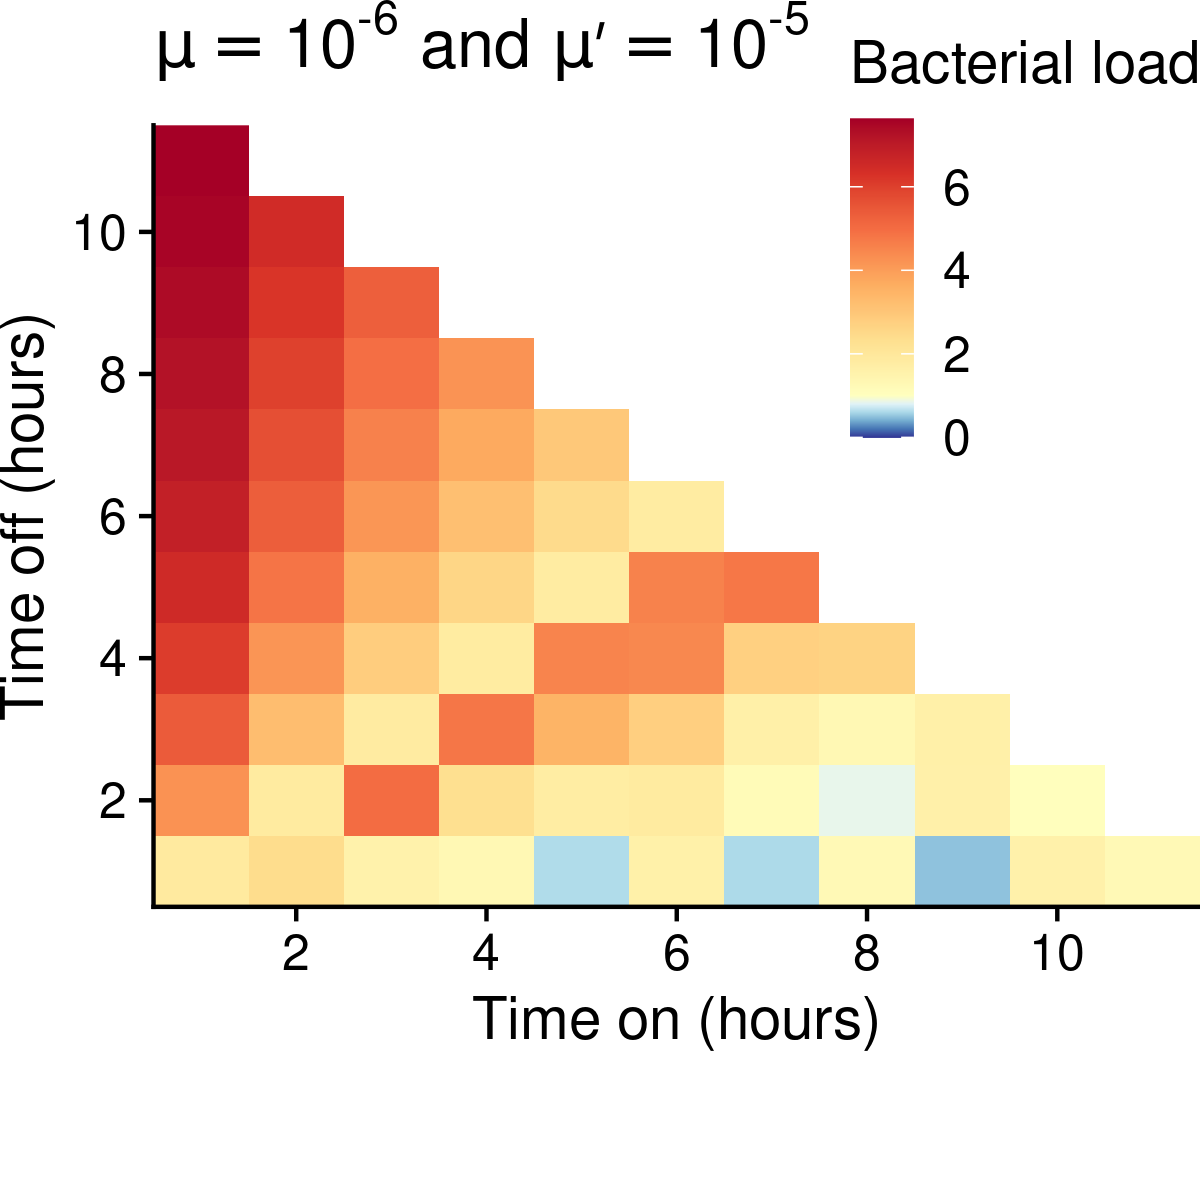 μ = 10⁻⁶ and μ′ = 10⁻⁵
Bacterial load
6
4
2
0
Time off (hours)
10
8
6
4
2
2 4 6 8 10
Time on (hours)